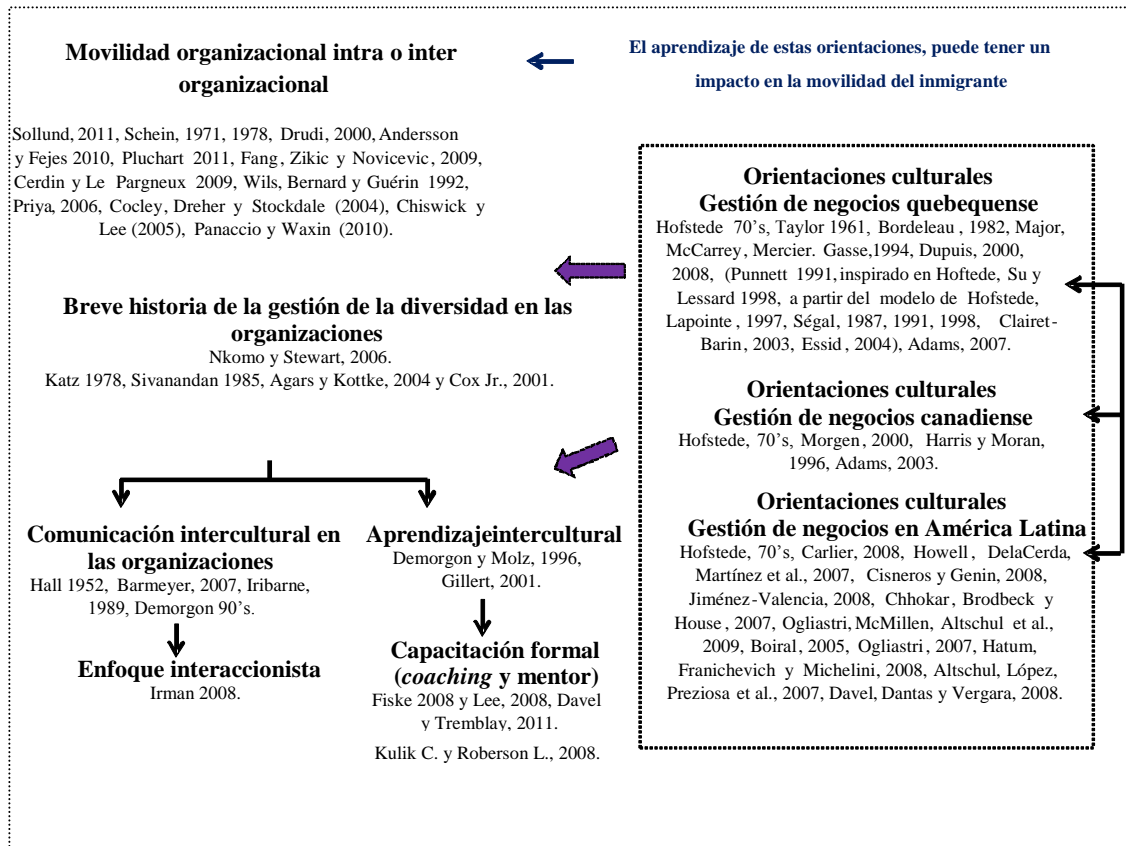 Movilidad organizacional intra o inter
organizacional
El aprendizaje de estas orientaciones, puede tener un
impacto en la movilidad del inmigrante
Sollund, 2011, Schein, 1971, 1978, Drudi, 2000, Andersson
y Fejes 2010, Pluchart 2011, Fang, Zikic y Novicevic, 2009,
Cerdin y Le Pargneux 2009, Wils, Bernard y Guérin 1992,
Priya, 2006, Cocley, Dreher y Stockdale (2004), Chiswick y
Lee (2005), Panaccio y Waxin (2010).
Breve historia de la gestión de la diversidad en las
organizaciones
Nkomo y Stewart, 2006.
Katz 1978, Sivanandan 1985, Agars y Kottke, 2004 y Cox Jr., 2001.
Comunicación intercultural en
las organizaciones
Hall 1952, Barmeyer, 2007, Iribarne,
1989, Demorgon 90's.
Enfoque interaccionista
Irman 2008.
Aprendizajeintercultural
Demorgon y Molz, 1996,
Gillert, 2001.
Capacitación formal
(coaching y mentor)
Fiske 2008 y Lee, 2008, Davel
y Tremblay, 2011.
Kulik C. y Roberson L., 2008.
Orientaciones culturales
Gestión de negocios quebequense
Hofstede 70's, Taylor 1961, Bordeleau, 1982, Major,
McCarrey, Mercier. Gasse,1994, Dupuis, 2000,
2008, (Punnett 1991, inspirado en Hoftede, Su y
Lessard 1998, a partir del modelo de Hofstede,
Lapointe, 1997, Ségal, 1987, 1991, 1998, Clairet-
Barin, 2003, Essid, 2004), Adams, 2007.
Orientaciones culturales
Gestión de negocios canadiense
Hofstede, 70's, Morgen, 2000, Harris y Moran,
1996, Adams, 2003.
Orientaciones culturales
Gestión de negocios en América Latina
Hofstede, 70's, Carlier, 2008, Howell, DelaCerda,
Martínez et al., 2007, Cisneros y Genin, 2008,
Jiménez-Valencia, 2008, Chhokar, Brodbeck y
House, 2007, Ogliastri, McMillen, Altschul et al.,
2009, Boiral, 2005, Ogliastri, 2007, Hatum,
Franichevich y Michelini, 2008, Altschul, López,
Preziosa et al., 2007, Davel, Dantas y Vergara, 2008.